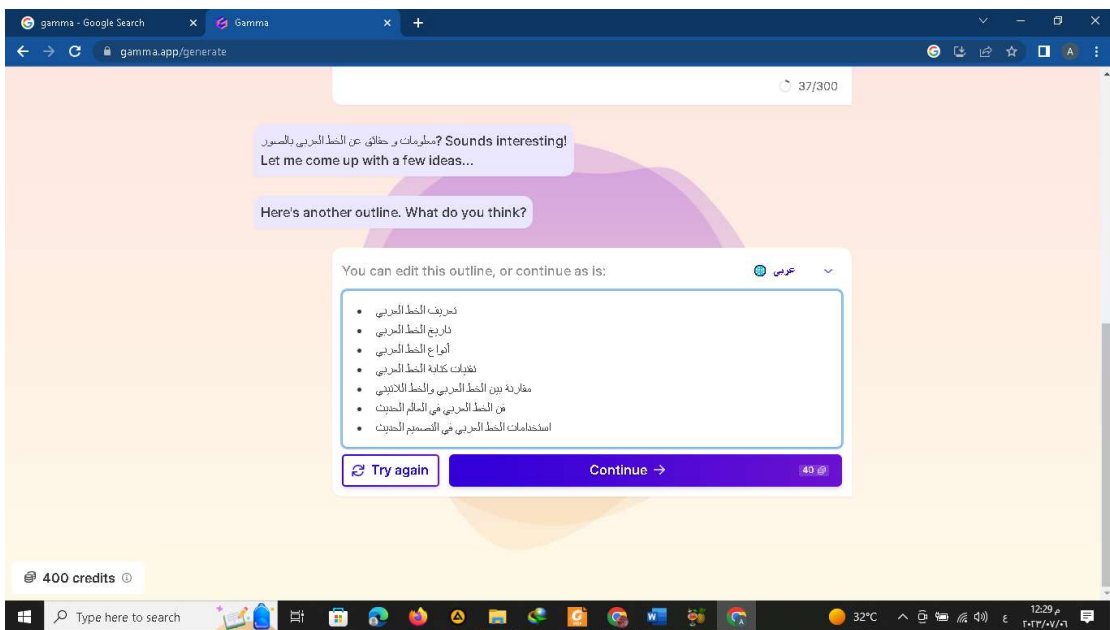 gamma - Google Search
Gamma
gamma.app/generate
A
37/300
معلومات و حقائق عن الخط العربي بالصور? Sounds interesting!
Let me come up with a few ideas...
Here's another outline. What do you think?
You can edit this outline, or continue as is:
عربي
• تعريف الخط العربي
• تاريخ الخط العربي
• أنواع الخط العربي
• تقنيات كتابة الخط العربي
• مقارنة بين الخط العربي والخط اللاتيني
• فن الخط العربي في العالم الحديث
• استخدامات الخط العربي في التصميم الحديث
Try again
Continue →
40
400 credits
Type here to search
32°C
ع
12:29 م
٢٠٢٣/٠٧/٠٦